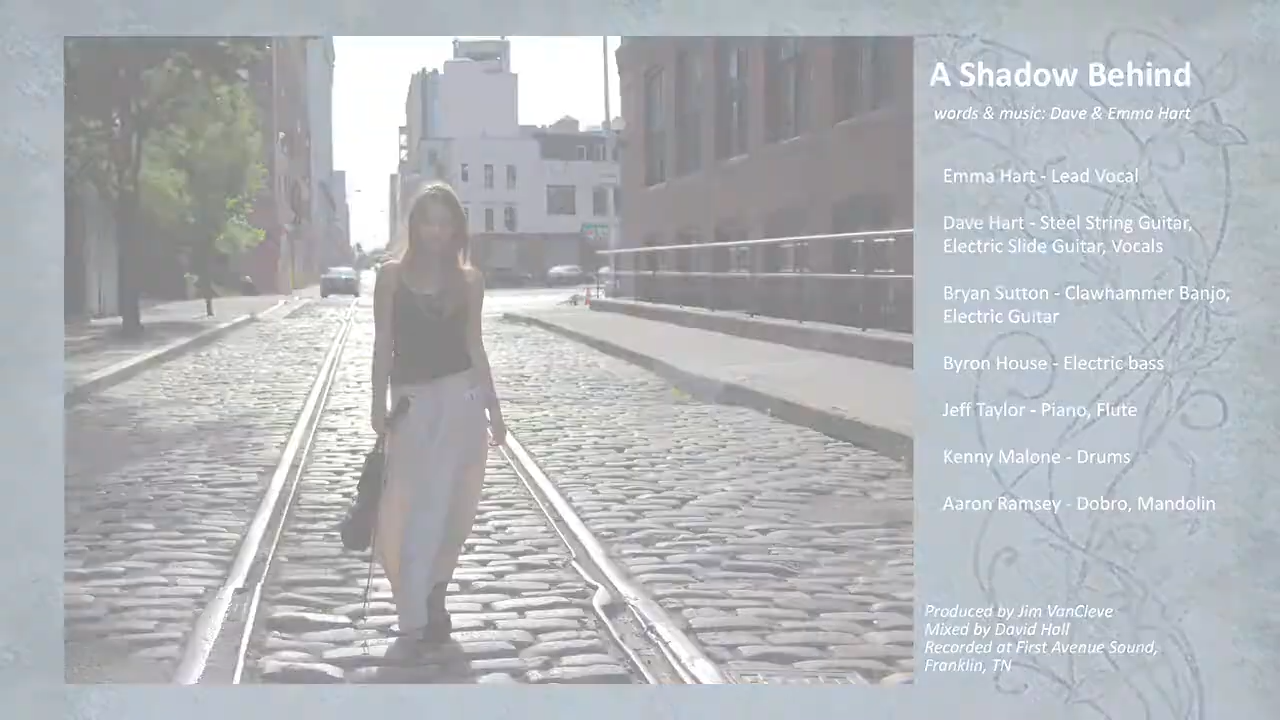 A Shadow Behind
words & music: Dave & Emma Hart
Emma Hart - Lead Vocal
Dave Hart - Steel String Guitar,
Electric Slide Guitar, Vocals
Bryan Sutton - Clawhammer Banjo,
Electric Guitar
Byron House - Electric bass
Jeff Taylor - Piano, Flute
Kenny Malone - Drums
Aaron Ramsey - Dobro, Mandolin
Produced by Jim VanCleve
Mixed by David Hall
Recorded at First Avenue Sound,
Franklin, TN